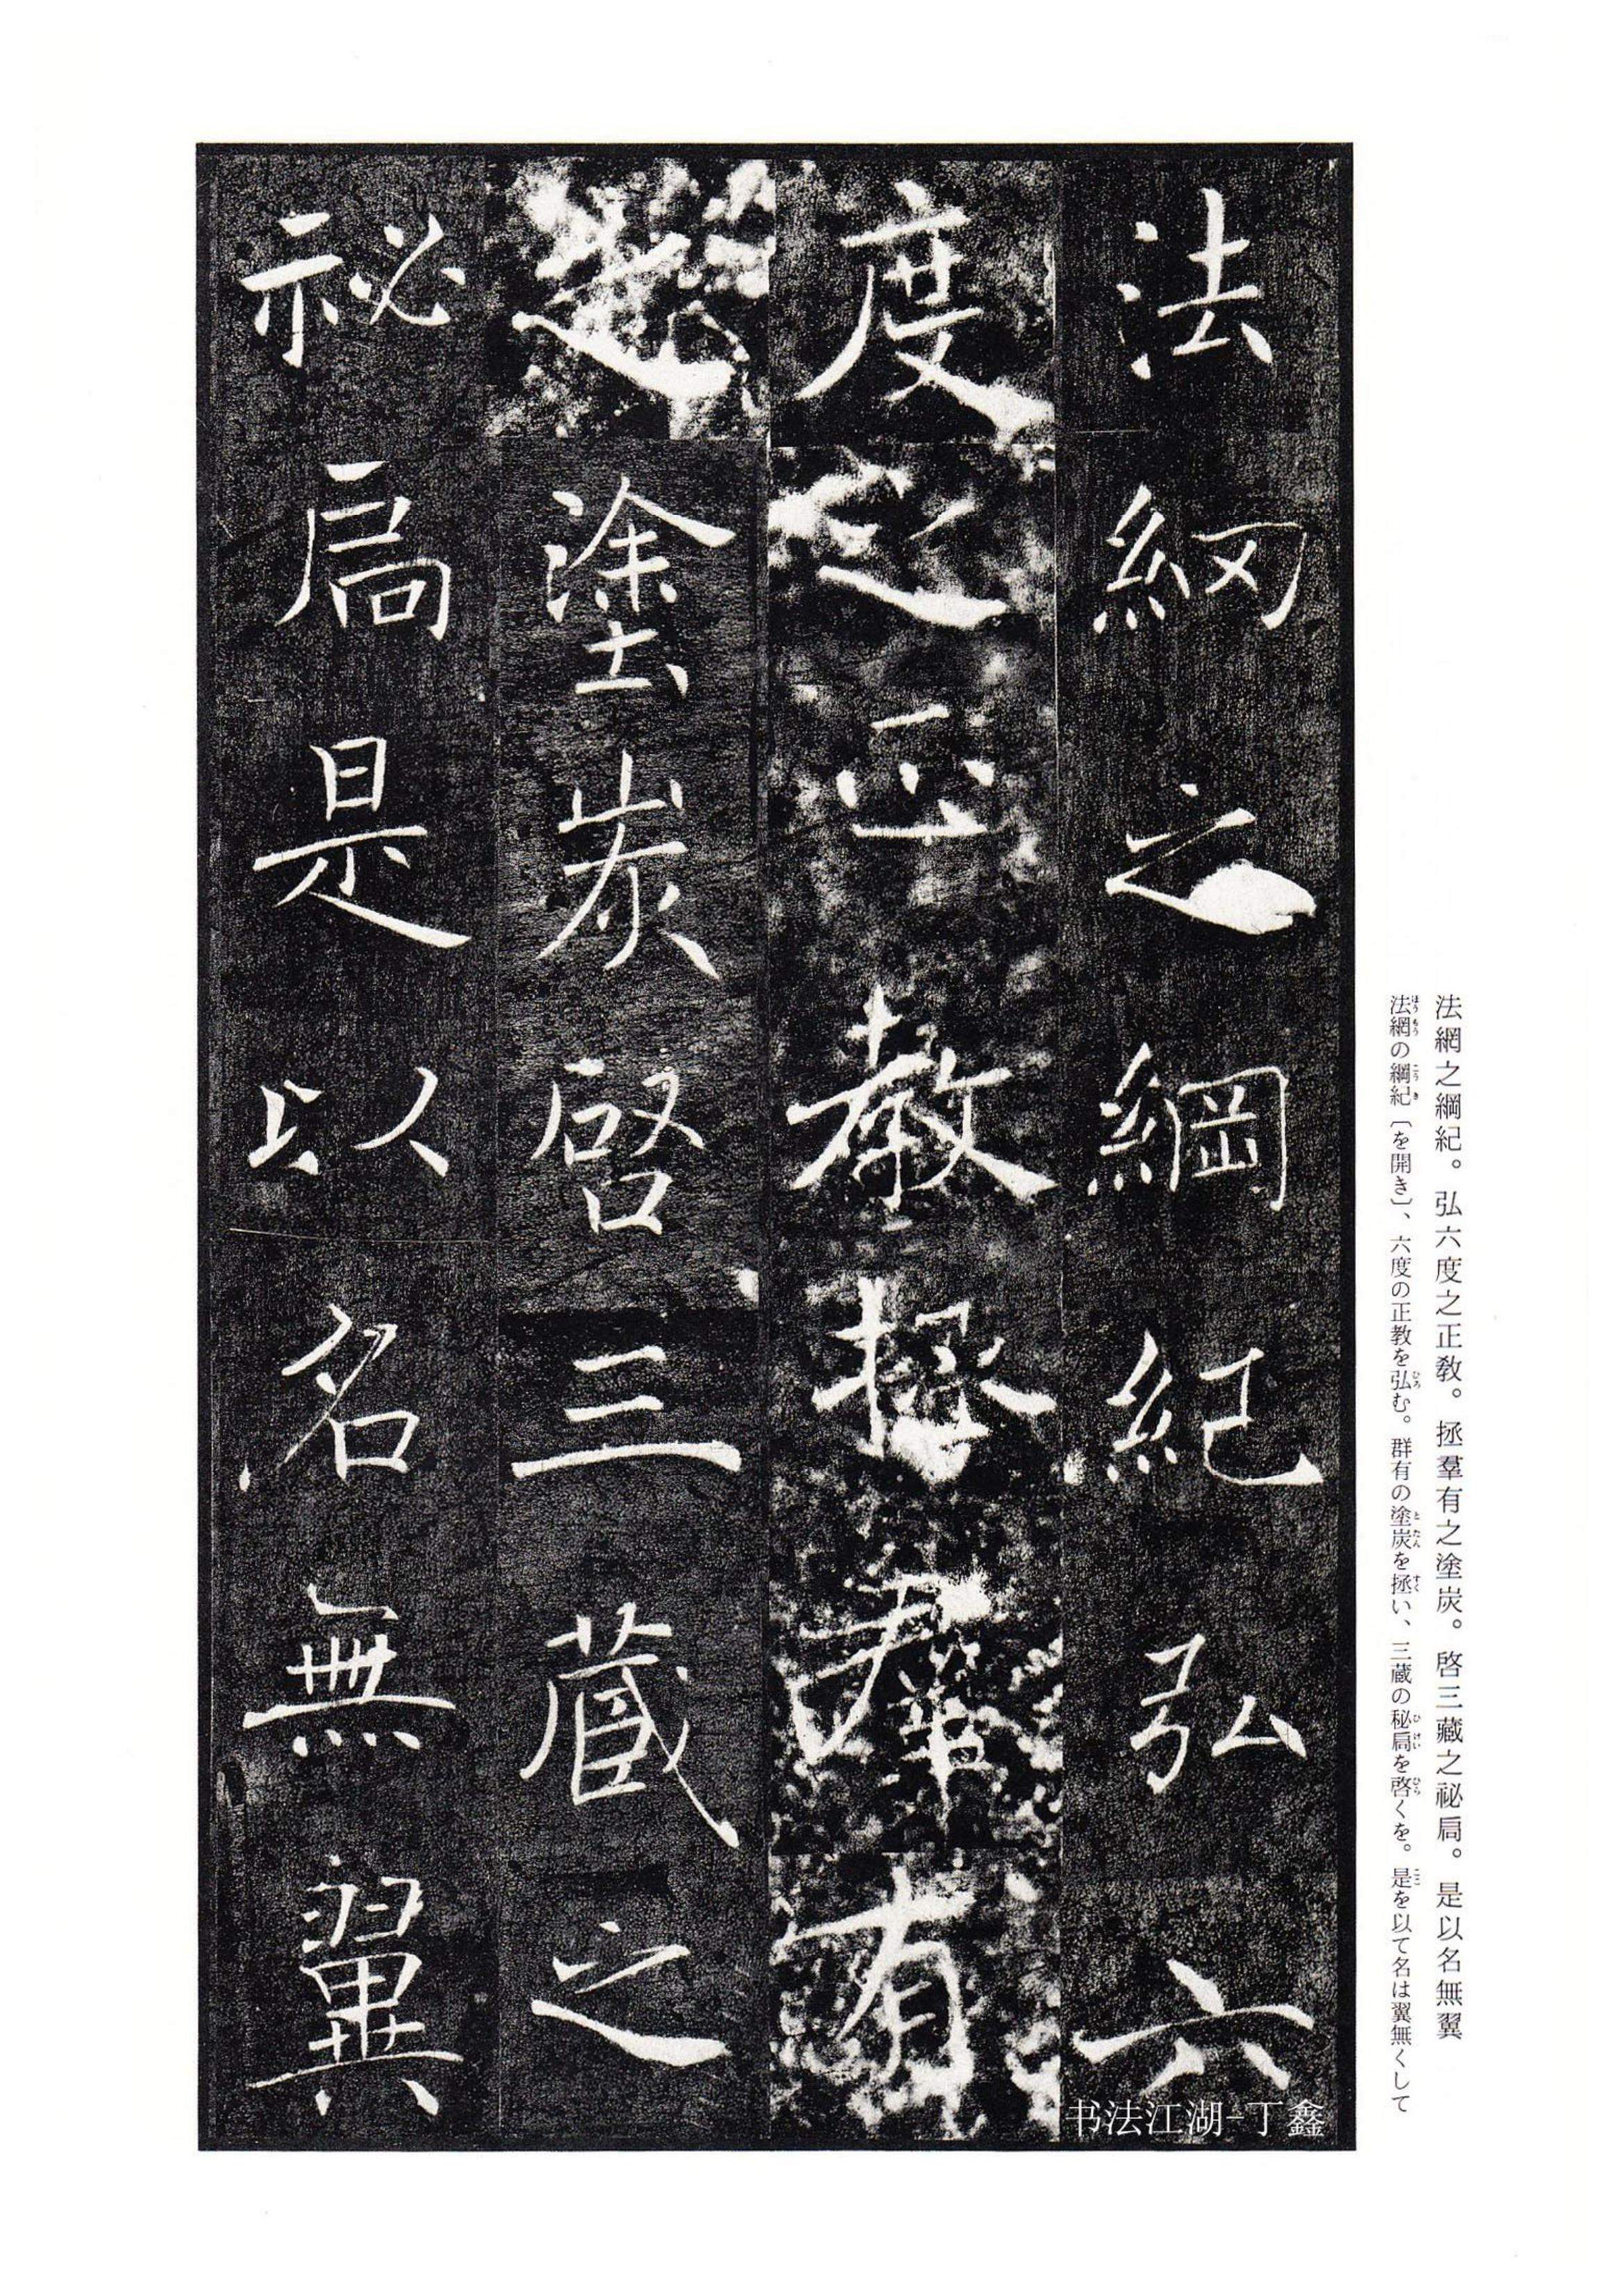 法網之綱紀。弘六度之正教。拯羣有之塗炭。啓三藏之祕扃。是以名無翼
法網の綱紀〔を開き〕、六度の正教を弘む。群有の塗炭を拯い、三蔵の秘扃を啓くを。是を以て名は翼無くして
法網之綱紀弘六
度之正教拯羣有
之塗炭啓三藏之
祕扃是以名無翼
书法江湖-丁鑫